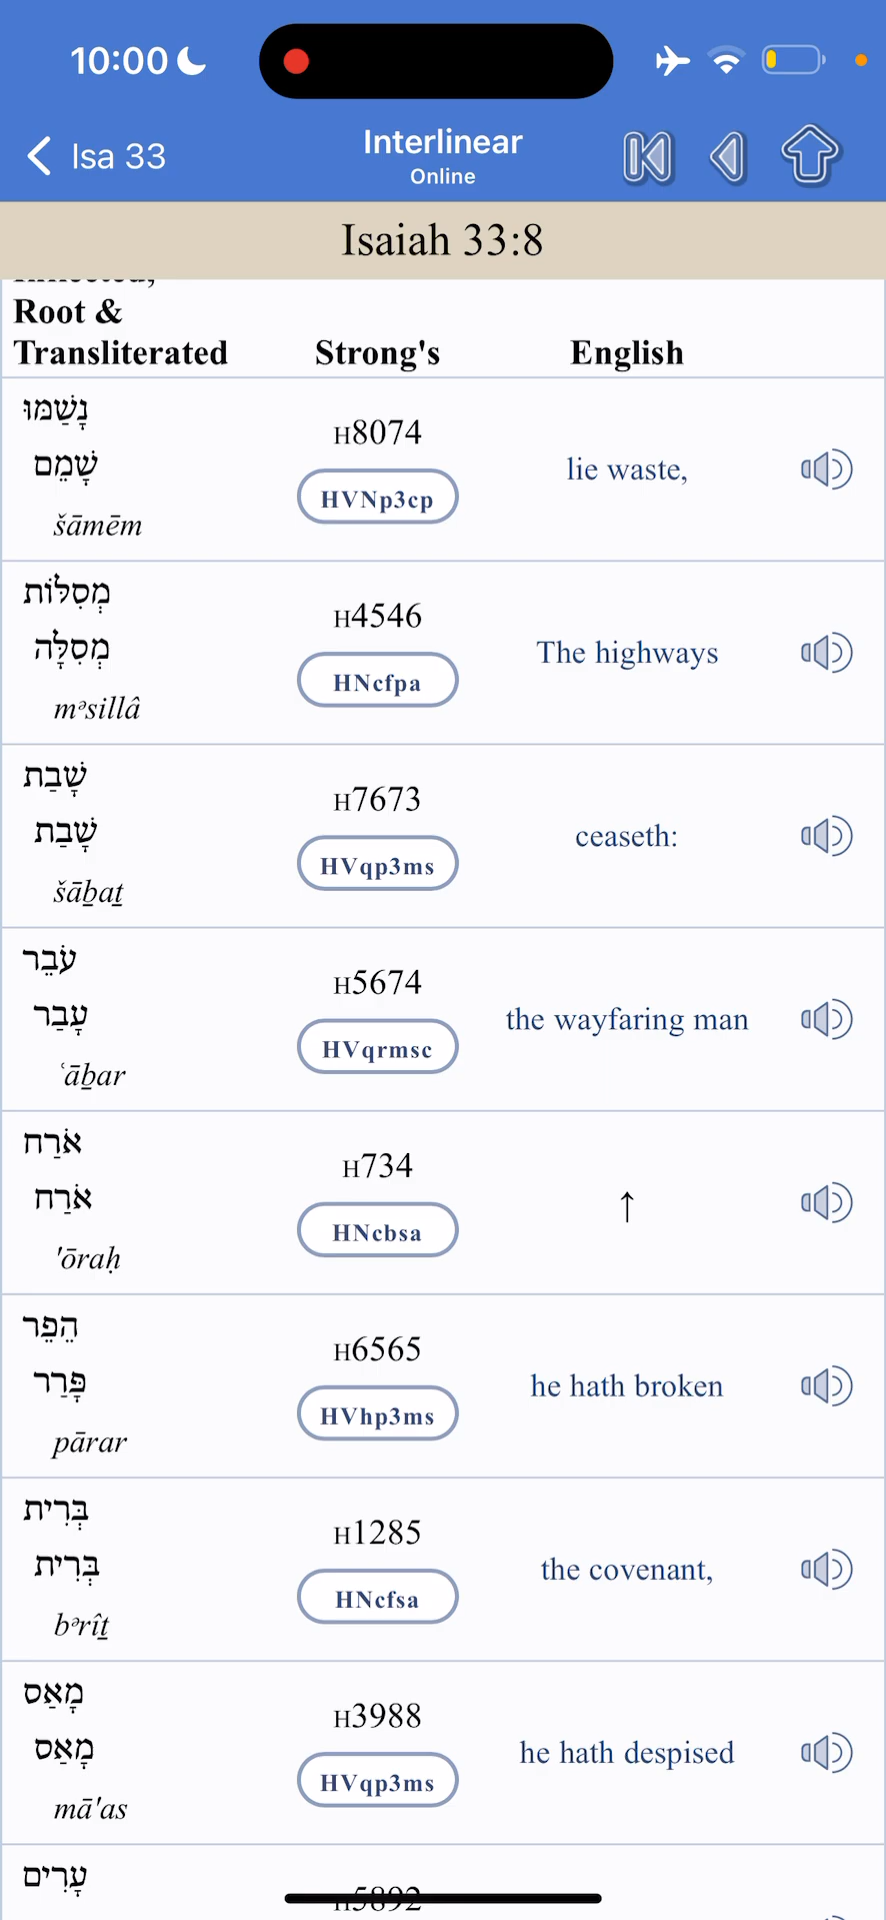 10:00
Isa 33
Interlinear
Online
Isaiah 33:8
Root &
Transliterated
Strong's
English
נָשַׁמּוּ
שָׁמֵם
šāmēm
H8074
HVNp3cp
lie waste,
מְסִלּוֹת
מְסִלָּה
mᵊsillâ
H4546
HNcfpa
The highways
שָׁבַת
שָׁבַת
šāḇaṯ
H7673
HVqp3ms
ceaseth:
עֹבֵר
עָבַר
ʿāḇar
H5674
HVqrmsc
the wayfaring man
אֹרַח
אֹרַח
'ōraḥ
H734
HNcbsa
↑
הֵפֵר
פָּרַר
pārar
H6565
HVhp3ms
he hath broken
בְּרִית
בְּרִית
bᵊrîṯ
H1285
HNcfsa
the covenant,
מָאַס
מָאַס
mā'as
H3988
HVqp3ms
he hath despised
עָרִים
H5892